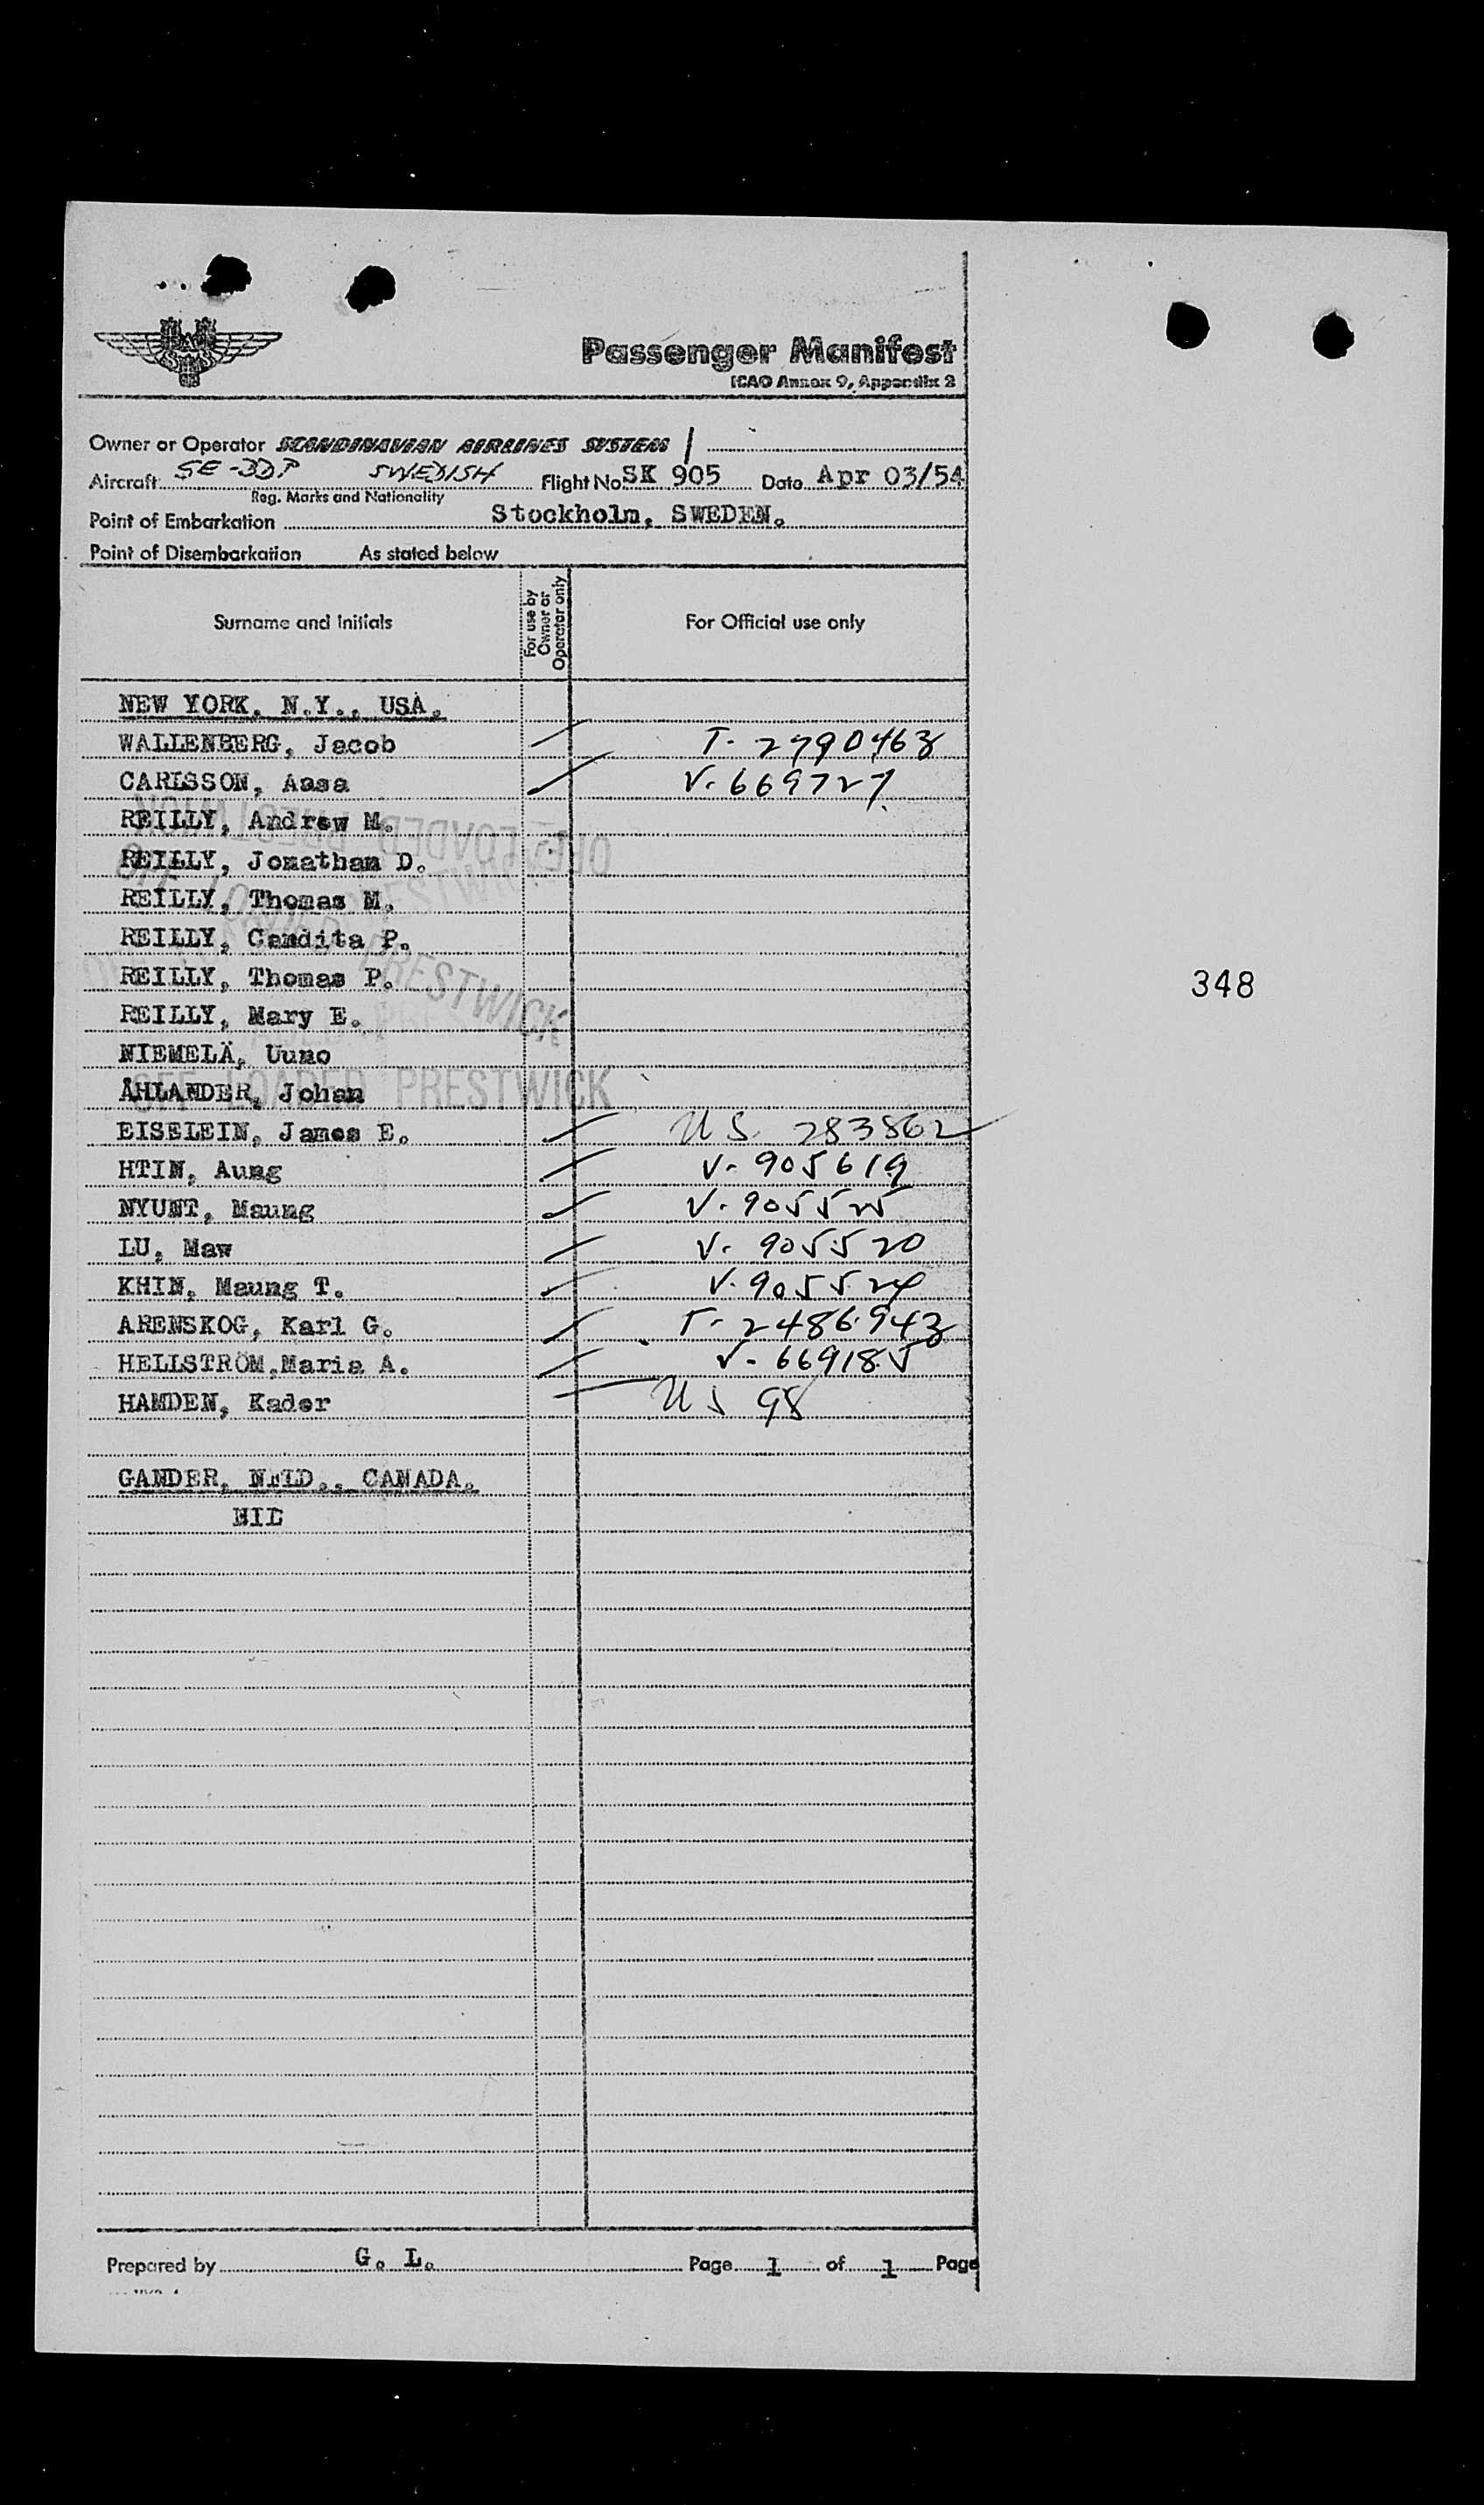 Passenger Manifest
ICAO Annex 9, Appendix 2
Owner or Operator SCANDINAVIAN AIRLINES SYSTEM /
Aircraft SE-BDP SWEDISH Flight No SK 905 Date Apr 03/54
Reg. Marks and Nationality
Point of Embarkation Stockholm, SWEDEN.
Point of Disembarkation As stated below
Surname and Initials For use by Owner or Operator only For Official use only
NEW YORK, N.Y., USA.
WALLENBERG, Jacob T- 2790463
CARLSSON, Aasa V. 669727
REILLY, Andrew M.
REILLY, Jonathan D.
REILLY, Thomas M.
REILLY, Candita P.
REILLY, Thomas P.
348
REILLY, Mary E.
NIEMELÄ, Uuno
ÅHLANDER, Johan
OFF LOADED PRESTWICK
EISELEIN, James E. US 283862
HTIN, Aung V- 905619
NYUNT, Maung V. 905525
LU, Maw V. 905520
KHIN, Maung T. V. 905524
ARENSKOG, Karl G. T- 2486943
HELLSTRÖM, Maria A. V- 669185
HAMDEN, Kader US 98
GANDER, NFLD., CANADA.
NIL
Prepared by G. L. Page 1 of 1 Page